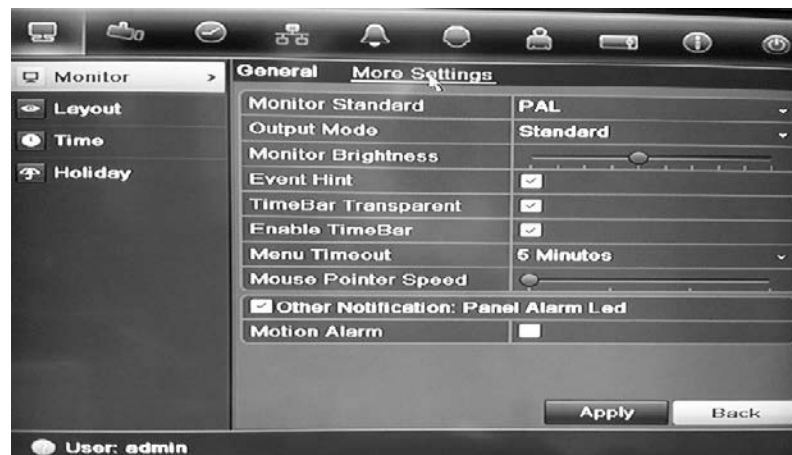 Monitor >
General More Settings
Layout
Time
Holiday
Monitor Standard PAL
Output Mode Standard
Monitor Brightness
Event Hint
TimeBar Transparent
Enable TimeBar
Menu Timeout 5 Minutes
Mouse Pointer Speed
Other Notification: Panel Alarm Led
Motion Alarm
Apply Back
User: admin